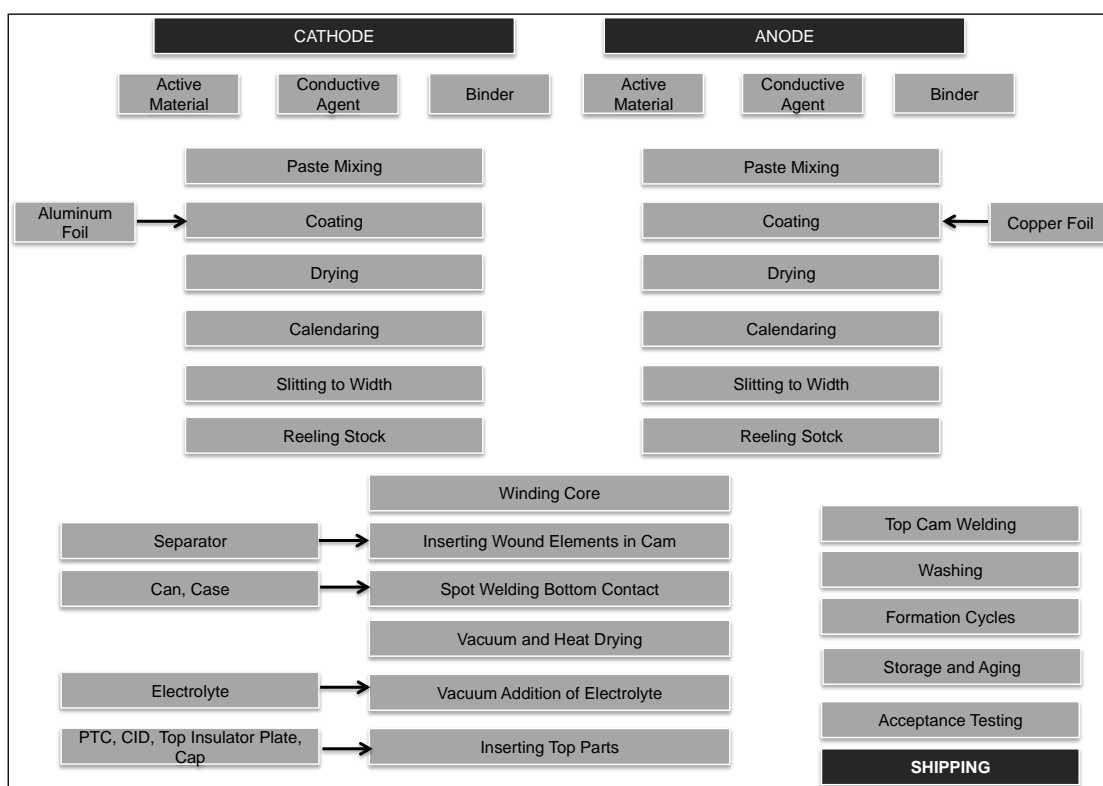 CATHODE
ANODE
Active
Material
Conductive
Agent
Binder
Active
Material
Conductive
Agent
Binder
Paste Mixing
Paste Mixing
Aluminum
Foil
Coating
Coating
Copper Foil
Drying
Drying
Calendaring
Calendaring
Slitting to Width
Slitting to Width
Reeling Stock
Reeling Sotck
Winding Core
Separator
Inserting Wound Elements in Cam
Can, Case
Spot Welding Bottom Contact
Vacuum and Heat Drying
Electrolyte
Vacuum Addition of Electrolyte
PTC, CID, Top Insulator Plate,
Cap
Inserting Top Parts
Top Cam Welding
Washing
Formation Cycles
Storage and Aging
Acceptance Testing
SHIPPING